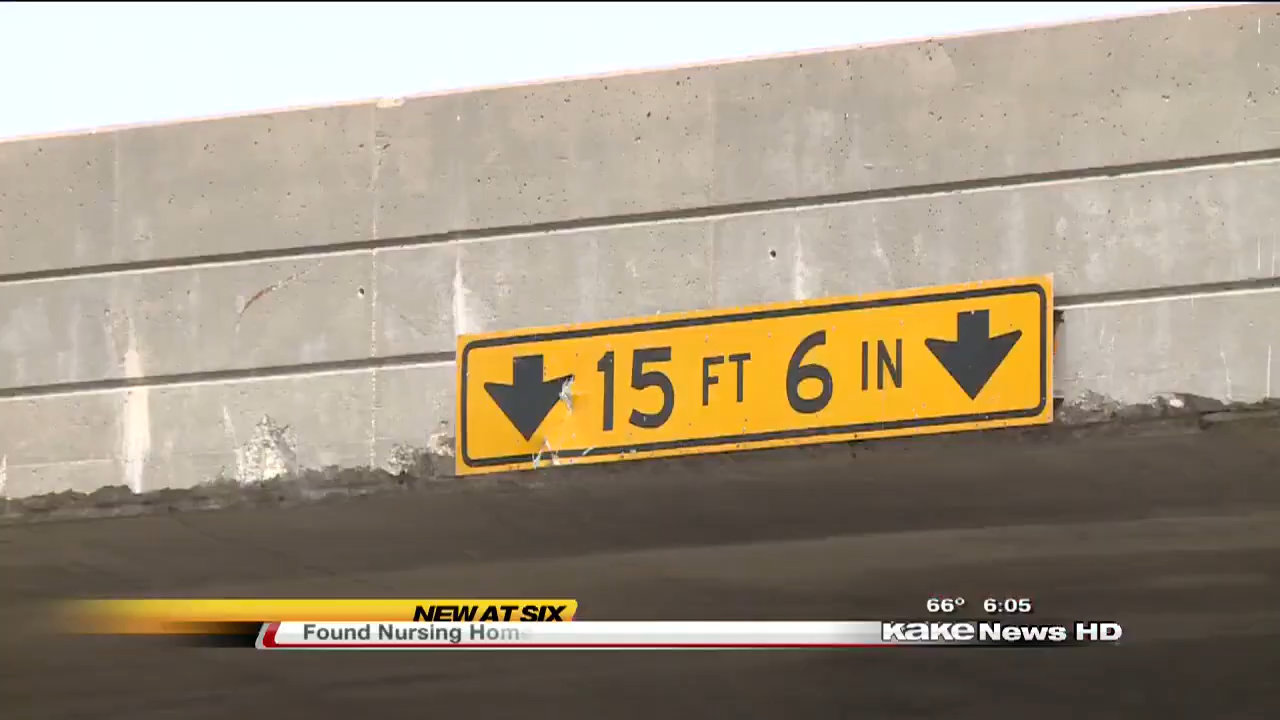 15 FT 6 IN
NEW AT SIX
66° 6:05
Found Nursing Hom
KAKE NEWS HD